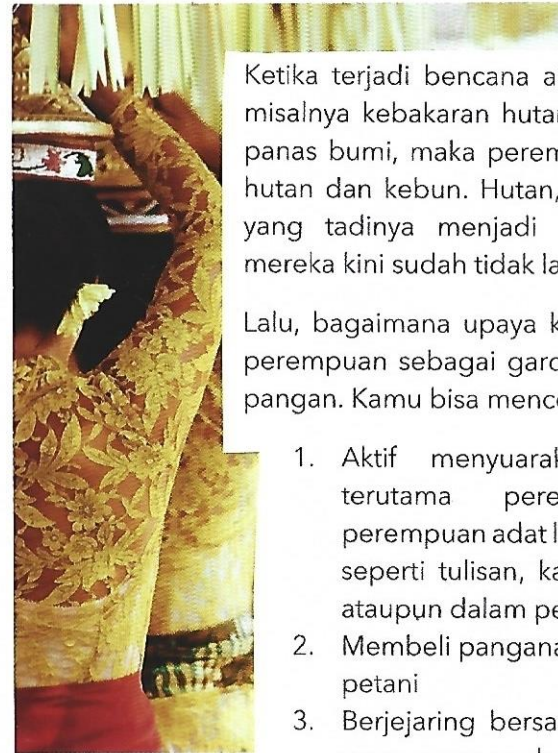 Ketika terjadi bencana a
misalnya kebakaran hutan
panas bumi, maka perem
hutan dan kebun. Hutan,
yang tadinya menjadi
mereka kini sudah tidak la
Lalu, bagaimana upaya k
perempuan sebagai gard
pangan. Kamu bisa menco
1. Aktif menyuarak
terutama pere
perempuan adat l
seperti tulisan, ka
ataupun dalam pe
2. Membeli pangana
petani
3. Berjejaring bersa